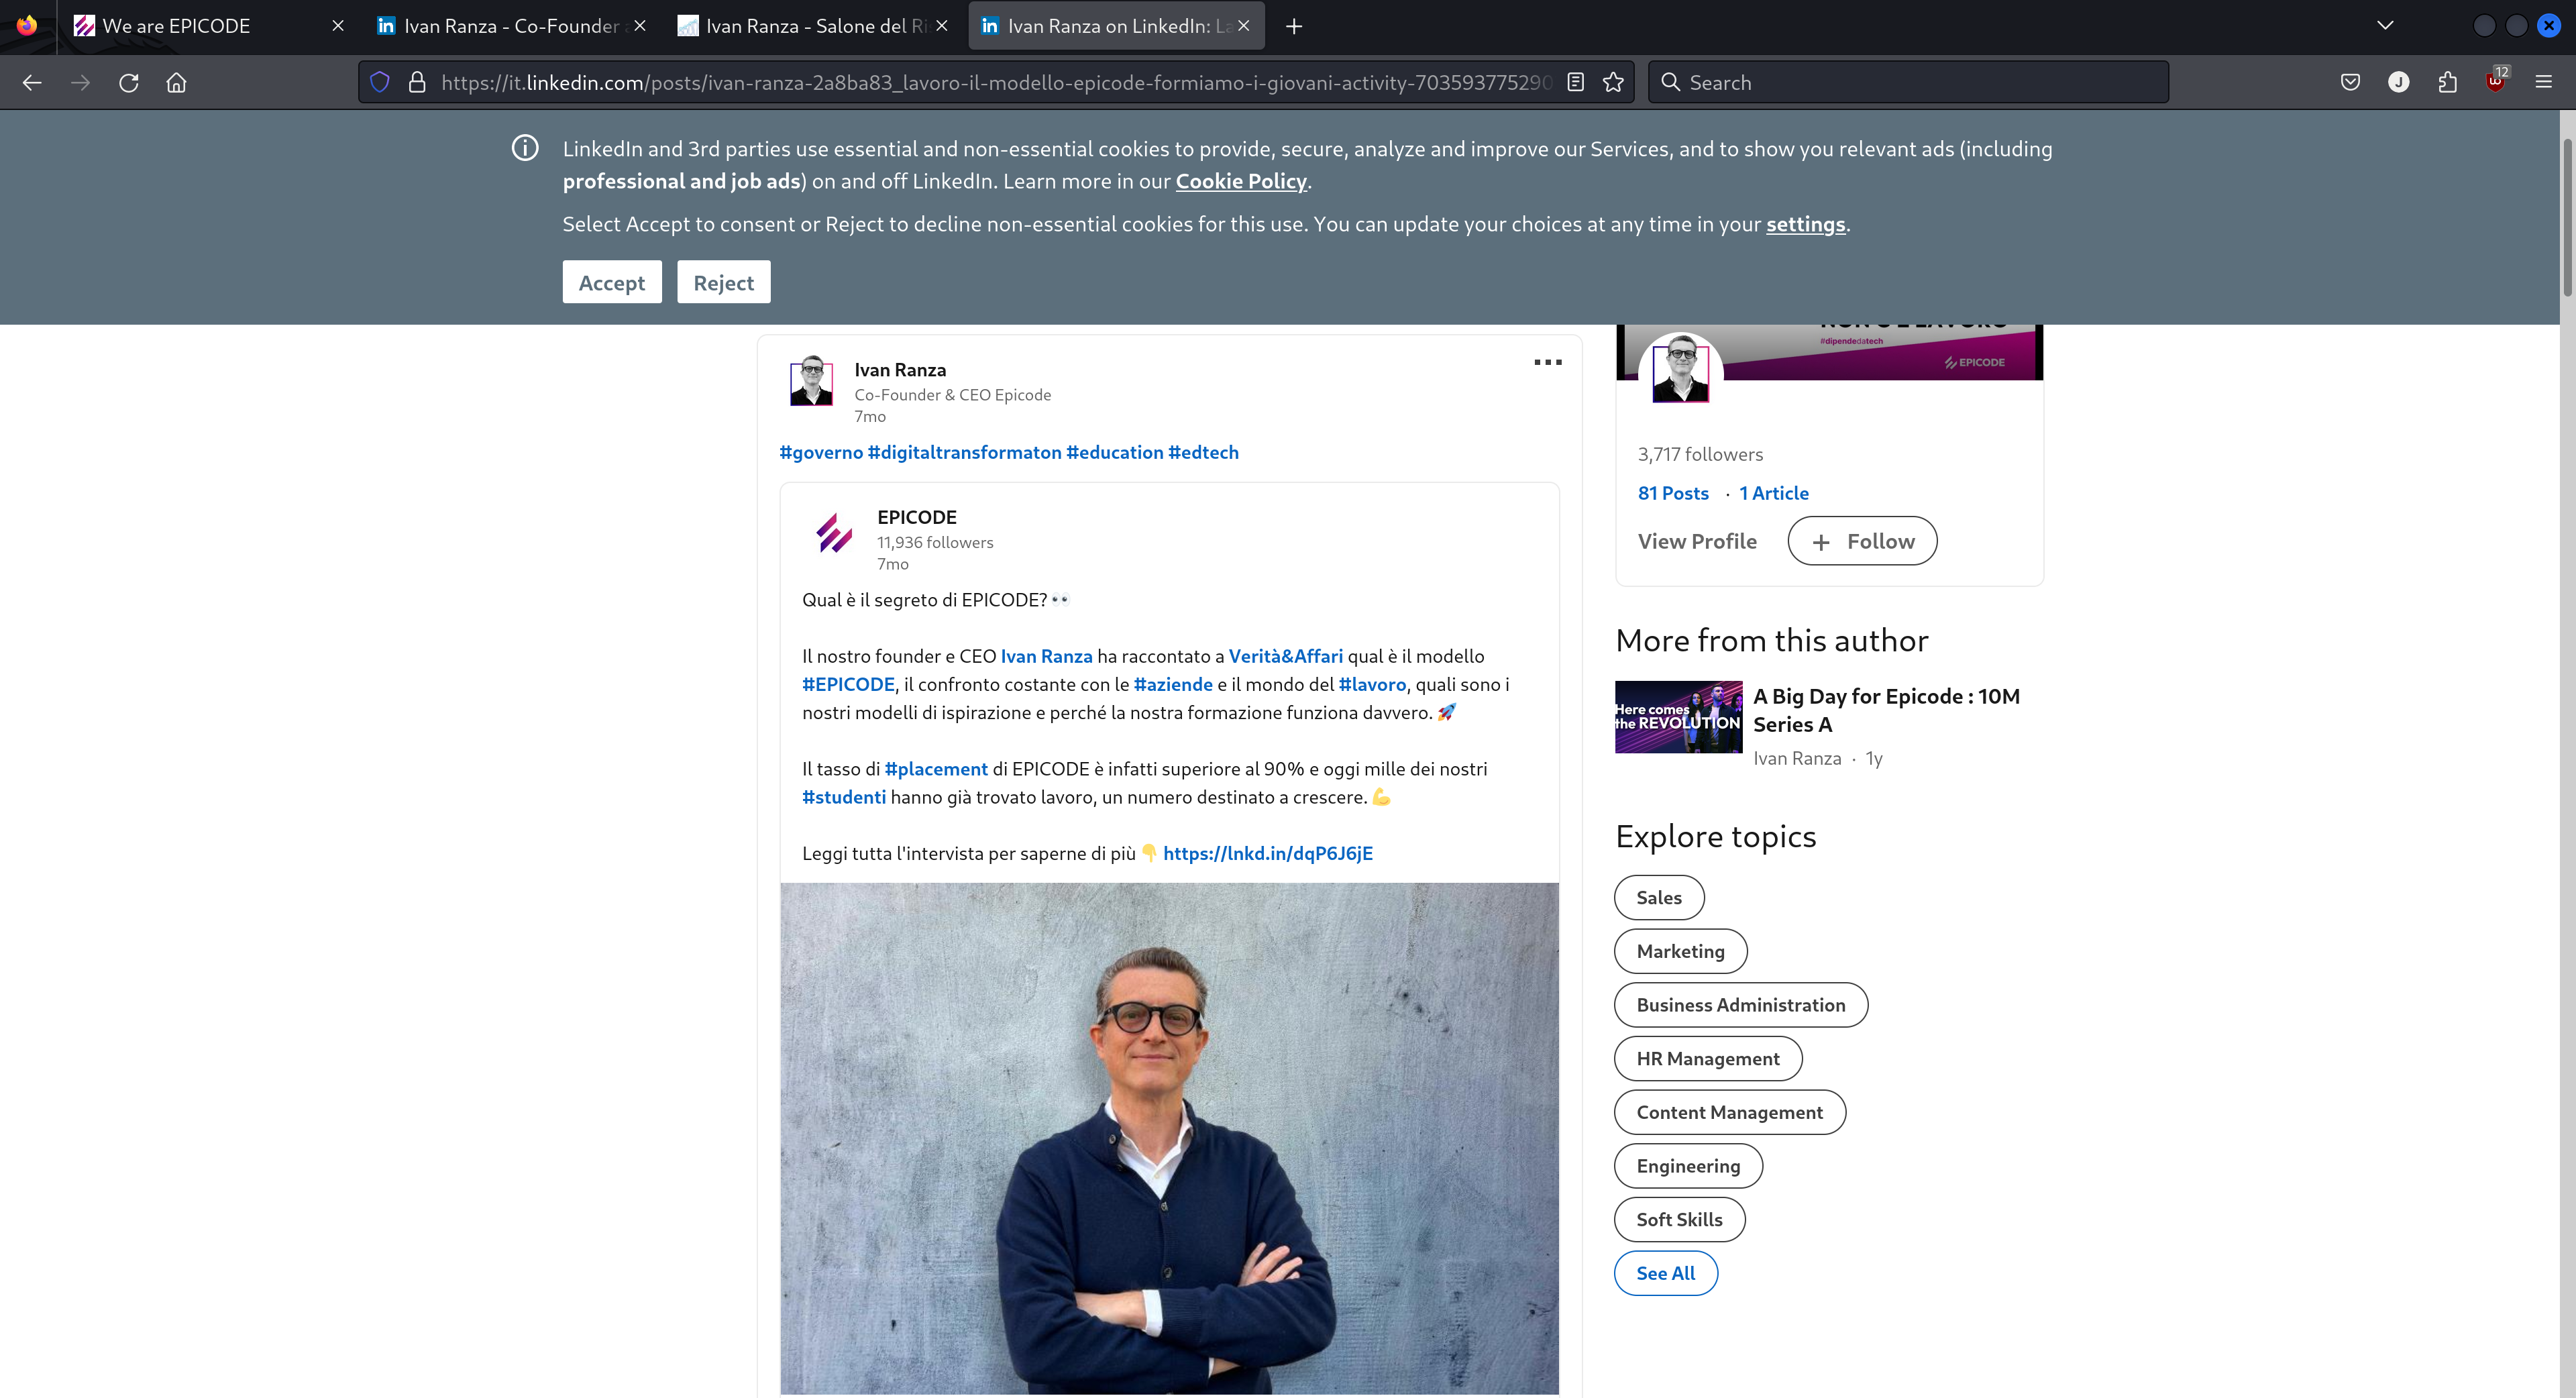 We are EPICODE
Ivan Ranza - Co-Founder
Ivan Ranza - Salone del Ri
Ivan Ranza on LinkedIn: La
https://it.linkedin.com/posts/ivan-ranza-2a8ba83_lavoro-il-modello-epicode-formiamo-i-giovani-activity-703593775290
Search
J
12
LinkedIn and 3rd parties use essential and non-essential cookies to provide, secure, analyze and improve our Services, and to show you relevant ads (including
professional and job ads) on and off LinkedIn. Learn more in our Cookie Policy.
Select Accept to consent or Reject to decline non-essential cookies for this use. You can update your choices at any time in your settings.
Accept
Reject
Ivan Ranza
Co-Founder & CEO Epicode
7mo
#governo #digitaltransformaton #education #edtech
EPICODE
11,936 followers
7mo
Qual è il segreto di EPICODE? 👀
Il nostro founder e CEO Ivan Ranza ha raccontato a Verità&Affari qual è il modello
#EPICODE, il confronto costante con le #aziende e il mondo del #lavoro, quali sono i
nostri modelli di ispirazione e perché la nostra formazione funziona davvero. 🚀
Il tasso di #placement di EPICODE è infatti superiore al 90% e oggi mille dei nostri
#studenti hanno già trovato lavoro, un numero destinato a crescere. 💪
Leggi tutta l'intervista per saperne di più 👇 https://lnkd.in/dqP6J6jE
#dipendedatech
EPICODE
3,717 followers
81 Posts · 1 Article
View Profile
+ Follow
More from this author
Here comes
the REVOLUTION
A Big Day for Epicode : 10M
Series A
Ivan Ranza · 1y
Explore topics
Sales
Marketing
Business Administration
HR Management
Content Management
Engineering
Soft Skills
See All